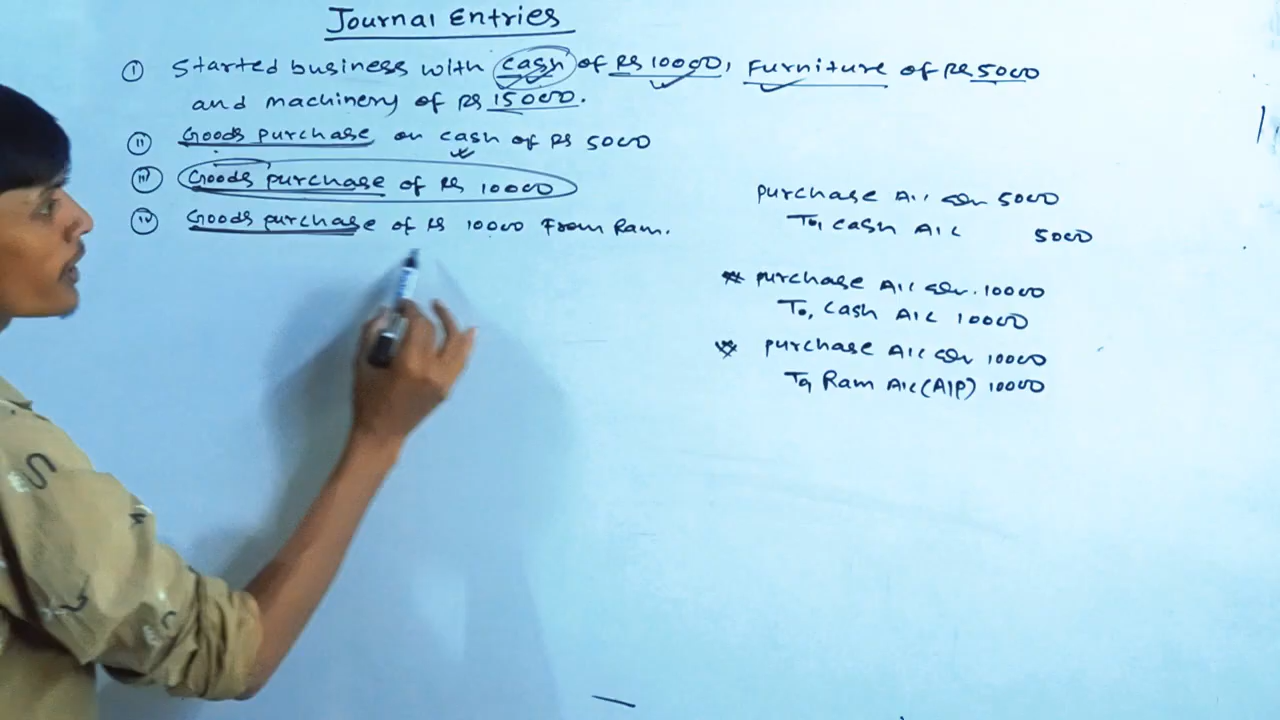 Journal Entries
(i) Started business with cash of Rs 10000, Furniture of Rs 5000
and machinery of Rs 15000.
(ii) Goods purchase on cash of Rs 5000
(iii) Goods purchase of Rs 10000
(iv) Goods purchase of Rs 10000 From Ram.
purchase A/c Dr 5000
To, cash A/c 5000
purchase A/c Dr. 10000
To, cash A/c 10000
purchase A/c Dr 10000
To, Ram A/c (A/P) 10000